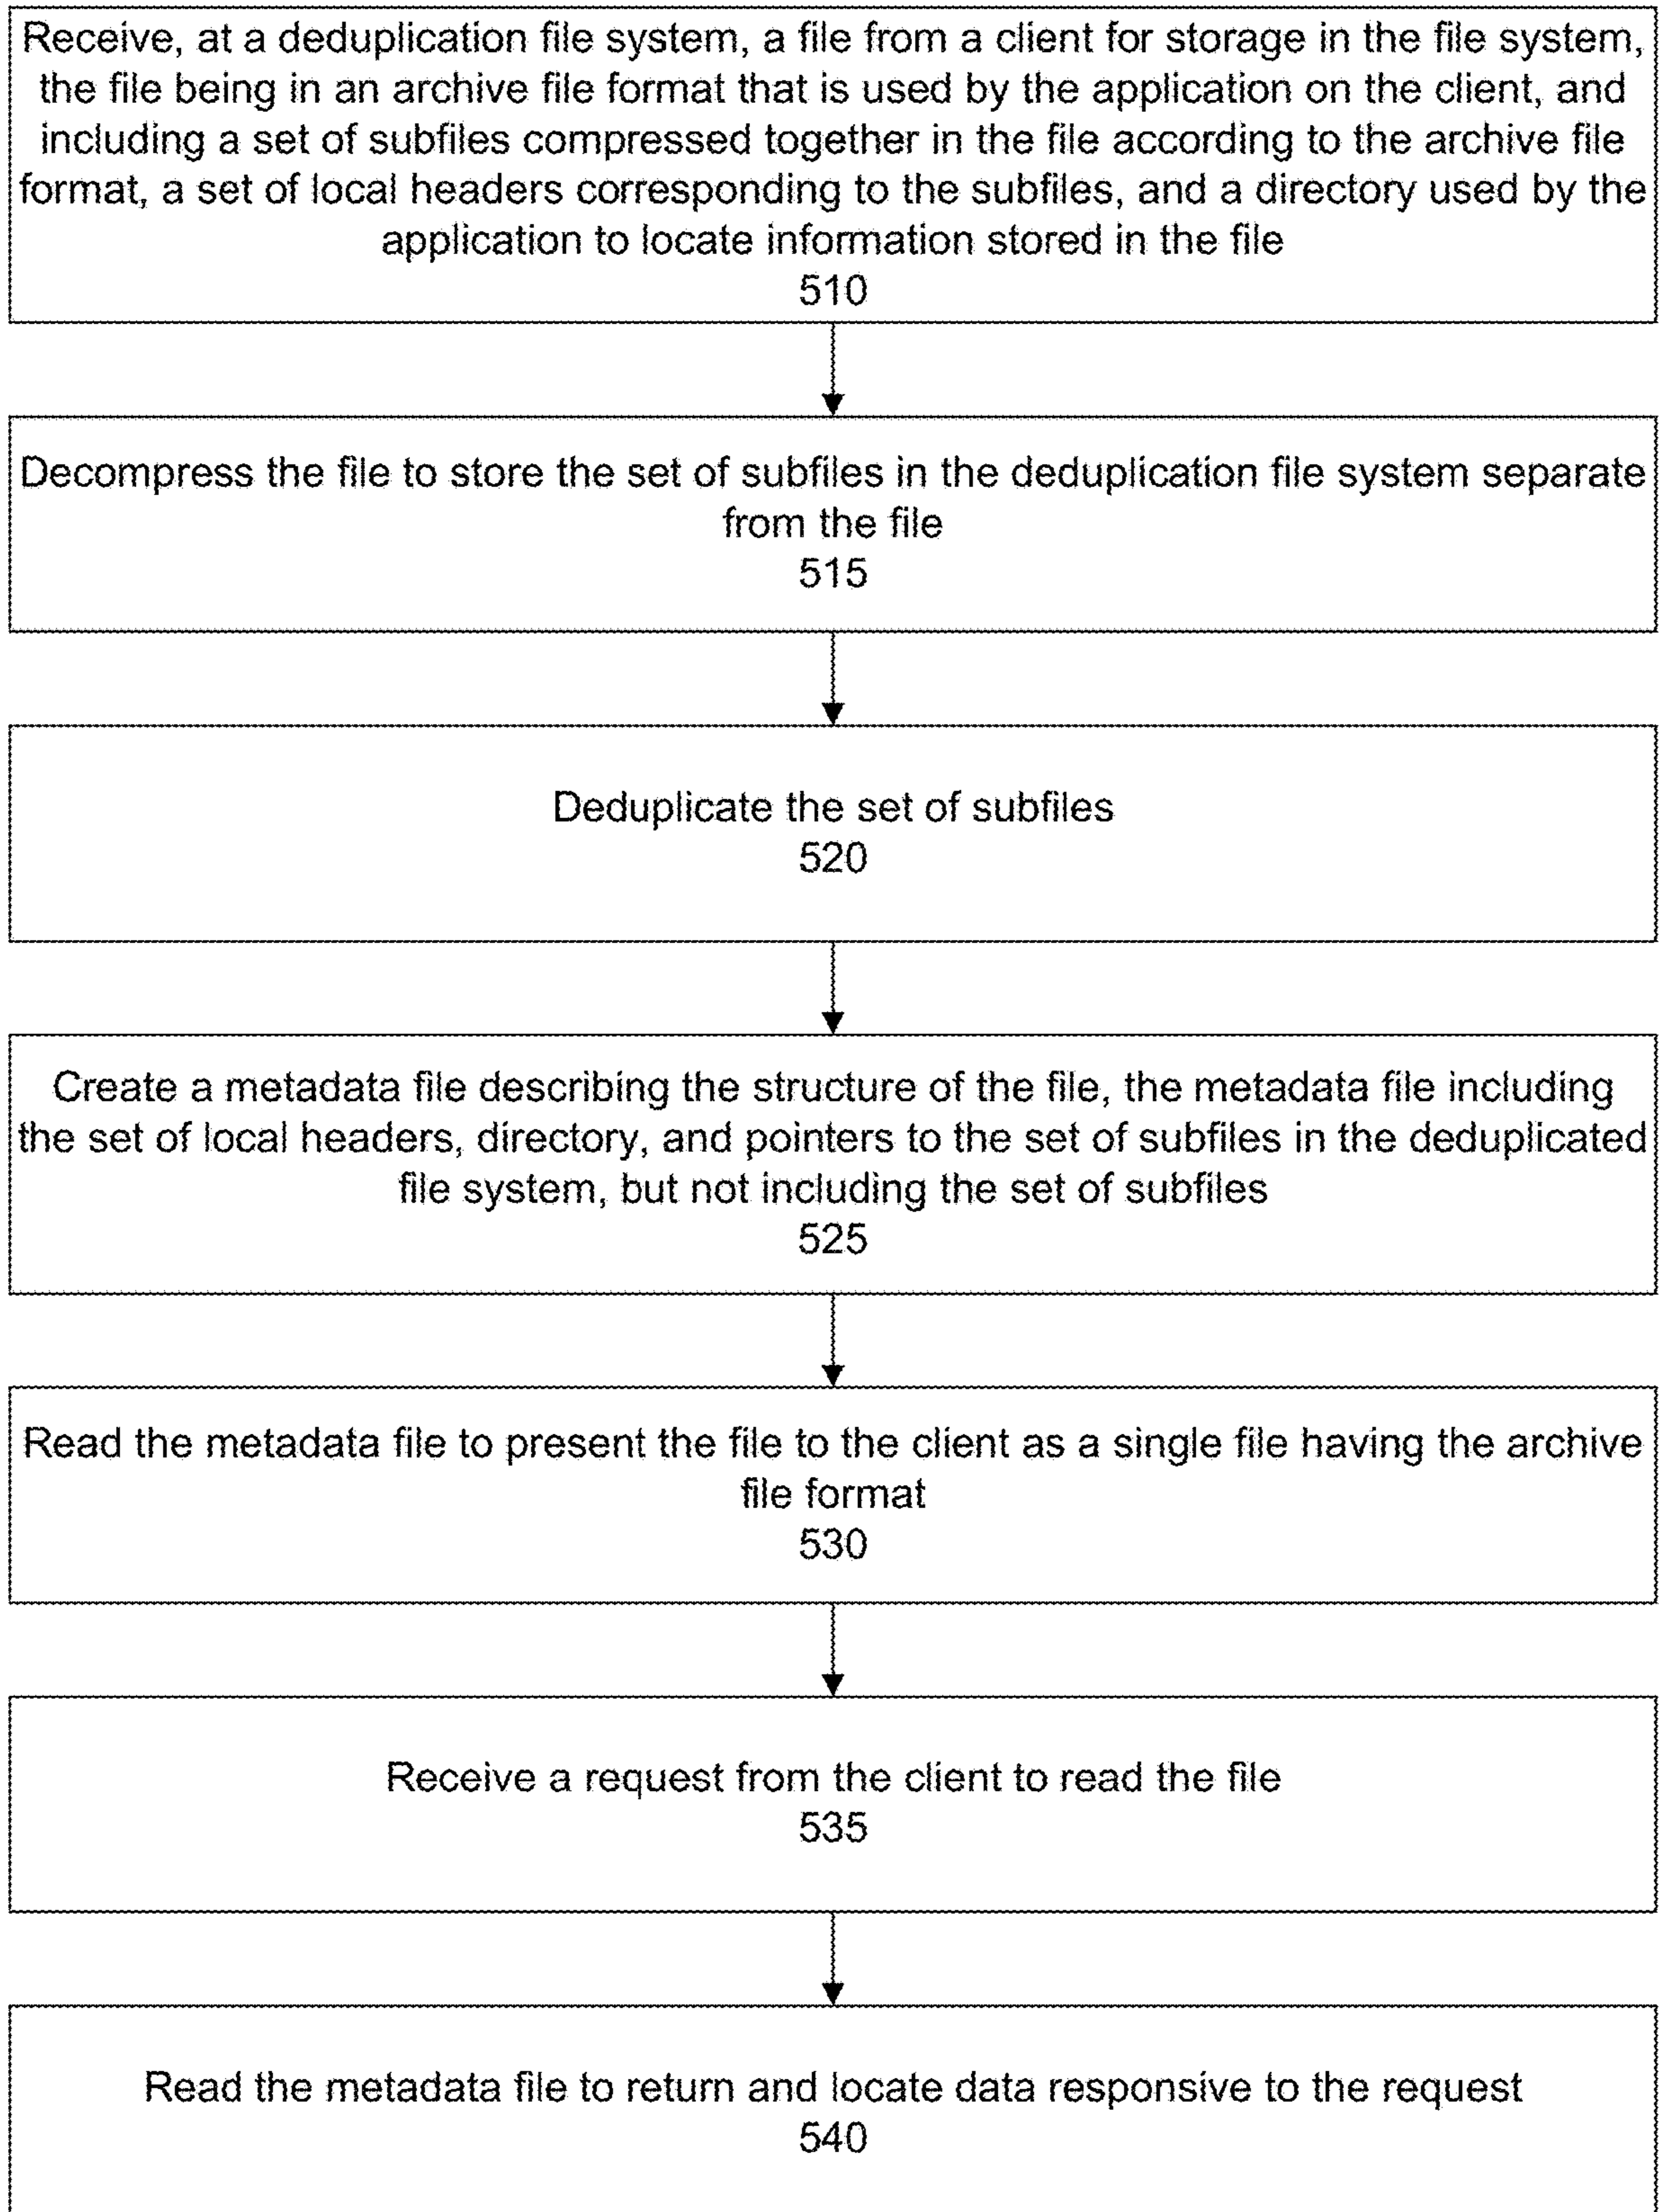 Receive, at a deduplication file system, a file from a client for storage in the file system,
the file being in an archive file format that is used by the application on the client, and
including a set of subfiles compressed together in the file according to the archive file
format, a set of local headers corresponding to the subfiles, and a directory used by the
application to locate information stored in the file
510
Decompress the file to store the set of subfiles in the deduplication file system separate
from the file
515
Deduplicate the set of subfiles
520
Create a metadata file describing the structure of the file, the metadata file including
the set of local headers, directory, and pointers to the set of subfiles in the deduplicated
file system, but not including the set of subfiles
525
Read the metadata file to present the file to the client as a single file having the archive
file format
530
Receive a request from the client to read the file
535
Read the metadata file to return and locate data responsive to the request
540